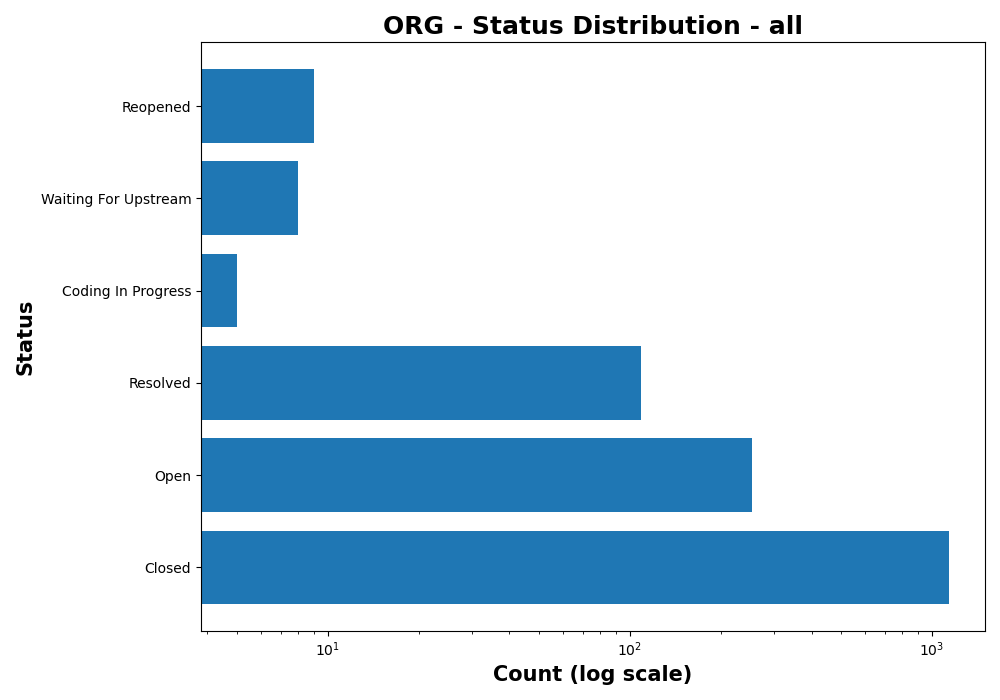 ORG - Status Distribution - all
Reopened
Waiting For Upstream
Coding In Progress
Resolved
Open
Closed
Status
10¹ 10² 10³
Count (log scale)